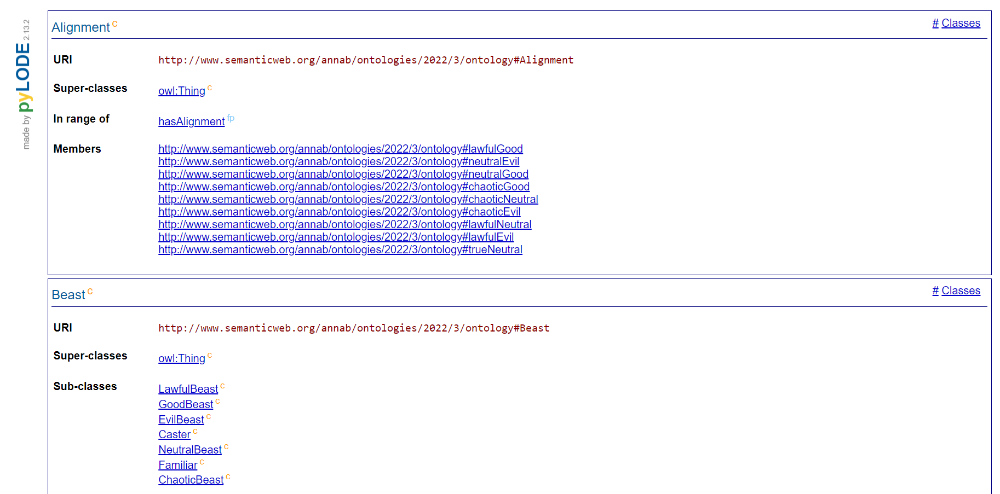 made by pyLODE 2.13.2
Alignment c
# Classes
URI http://www.semanticweb.org/annab/ontologies/2022/3/ontology#Alignment
Super-classes owl:Thing c
In range of hasAlignment fp
Members http://www.semanticweb.org/annab/ontologies/2022/3/ontology#lawfulGood
http://www.semanticweb.org/annab/ontologies/2022/3/ontology#neutralEvil
http://www.semanticweb.org/annab/ontologies/2022/3/ontology#neutralGood
http://www.semanticweb.org/annab/ontologies/2022/3/ontology#chaoticGood
http://www.semanticweb.org/annab/ontologies/2022/3/ontology#chaoticNeutral
http://www.semanticweb.org/annab/ontologies/2022/3/ontology#chaoticEvil
http://www.semanticweb.org/annab/ontologies/2022/3/ontology#lawfulNeutral
http://www.semanticweb.org/annab/ontologies/2022/3/ontology#lawfulEvil
http://www.semanticweb.org/annab/ontologies/2022/3/ontology#trueNeutral
Beast c
# Classes
URI http://www.semanticweb.org/annab/ontologies/2022/3/ontology#Beast
Super-classes owl:Thing c
Sub-classes LawfulBeast c
GoodBeast c
EvilBeast c
Caster c
NeutralBeast c
Familiar c
ChaoticBeast c